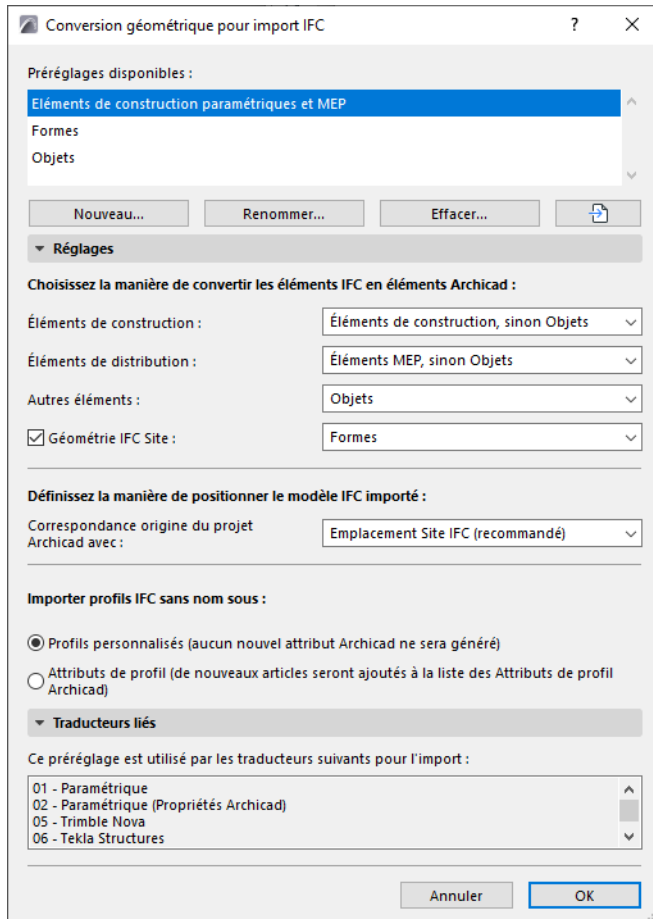 Conversion géométrique pour import IFC
Préréglages disponibles :
Eléments de construction paramétriques et MEP
Formes
Objets
Nouveau...
Renommer...
Effacer...
Réglages
Choisissez la manière de convertir les éléments IFC en éléments Archicad :
Éléments de construction :
Éléments de construction, sinon Objets
Éléments de distribution :
Éléments MEP, sinon Objets
Autres éléments :
Objets
Géométrie IFC Site :
Formes
Définissez la manière de positionner le modèle IFC importé :
Correspondance origine du projet
Archicad avec :
Emplacement Site IFC (recommandé)
Importer profils IFC sans nom sous :
Profils personnalisés (aucun nouvel attribut Archicad ne sera généré)
Attributs de profil (de nouveaux articles seront ajoutés à la liste des Attributs de profil
Archicad)
Traducteurs liés
Ce préréglage est utilisé par les traducteurs suivants pour l'import :
01 - Paramétrique
02 - Paramétrique (Propriétés Archicad)
05 - Trimble Nova
06 - Tekla Structures
Annuler
OK